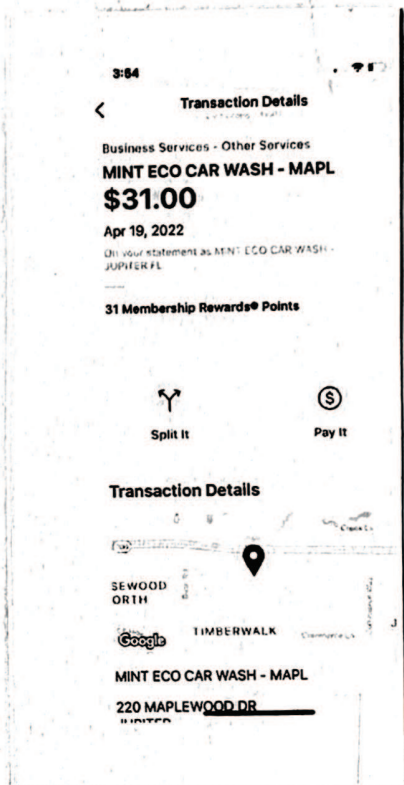 3:54
Transaction Details
Business Services - Other Services
MINT ECO CAR WASH - MAPL
$31.00
Apr 19, 2022
On your statement as MINT ECO CAR WASH -
JUPITER FL
31 Membership Rewards® Points
Split It
Pay It
Transaction Details
SEWOOD
ORTH
TIMBERWALK
Google
MINT ECO CAR WASH - MAPL
220 MAPLEWOOD DR
JUPITER